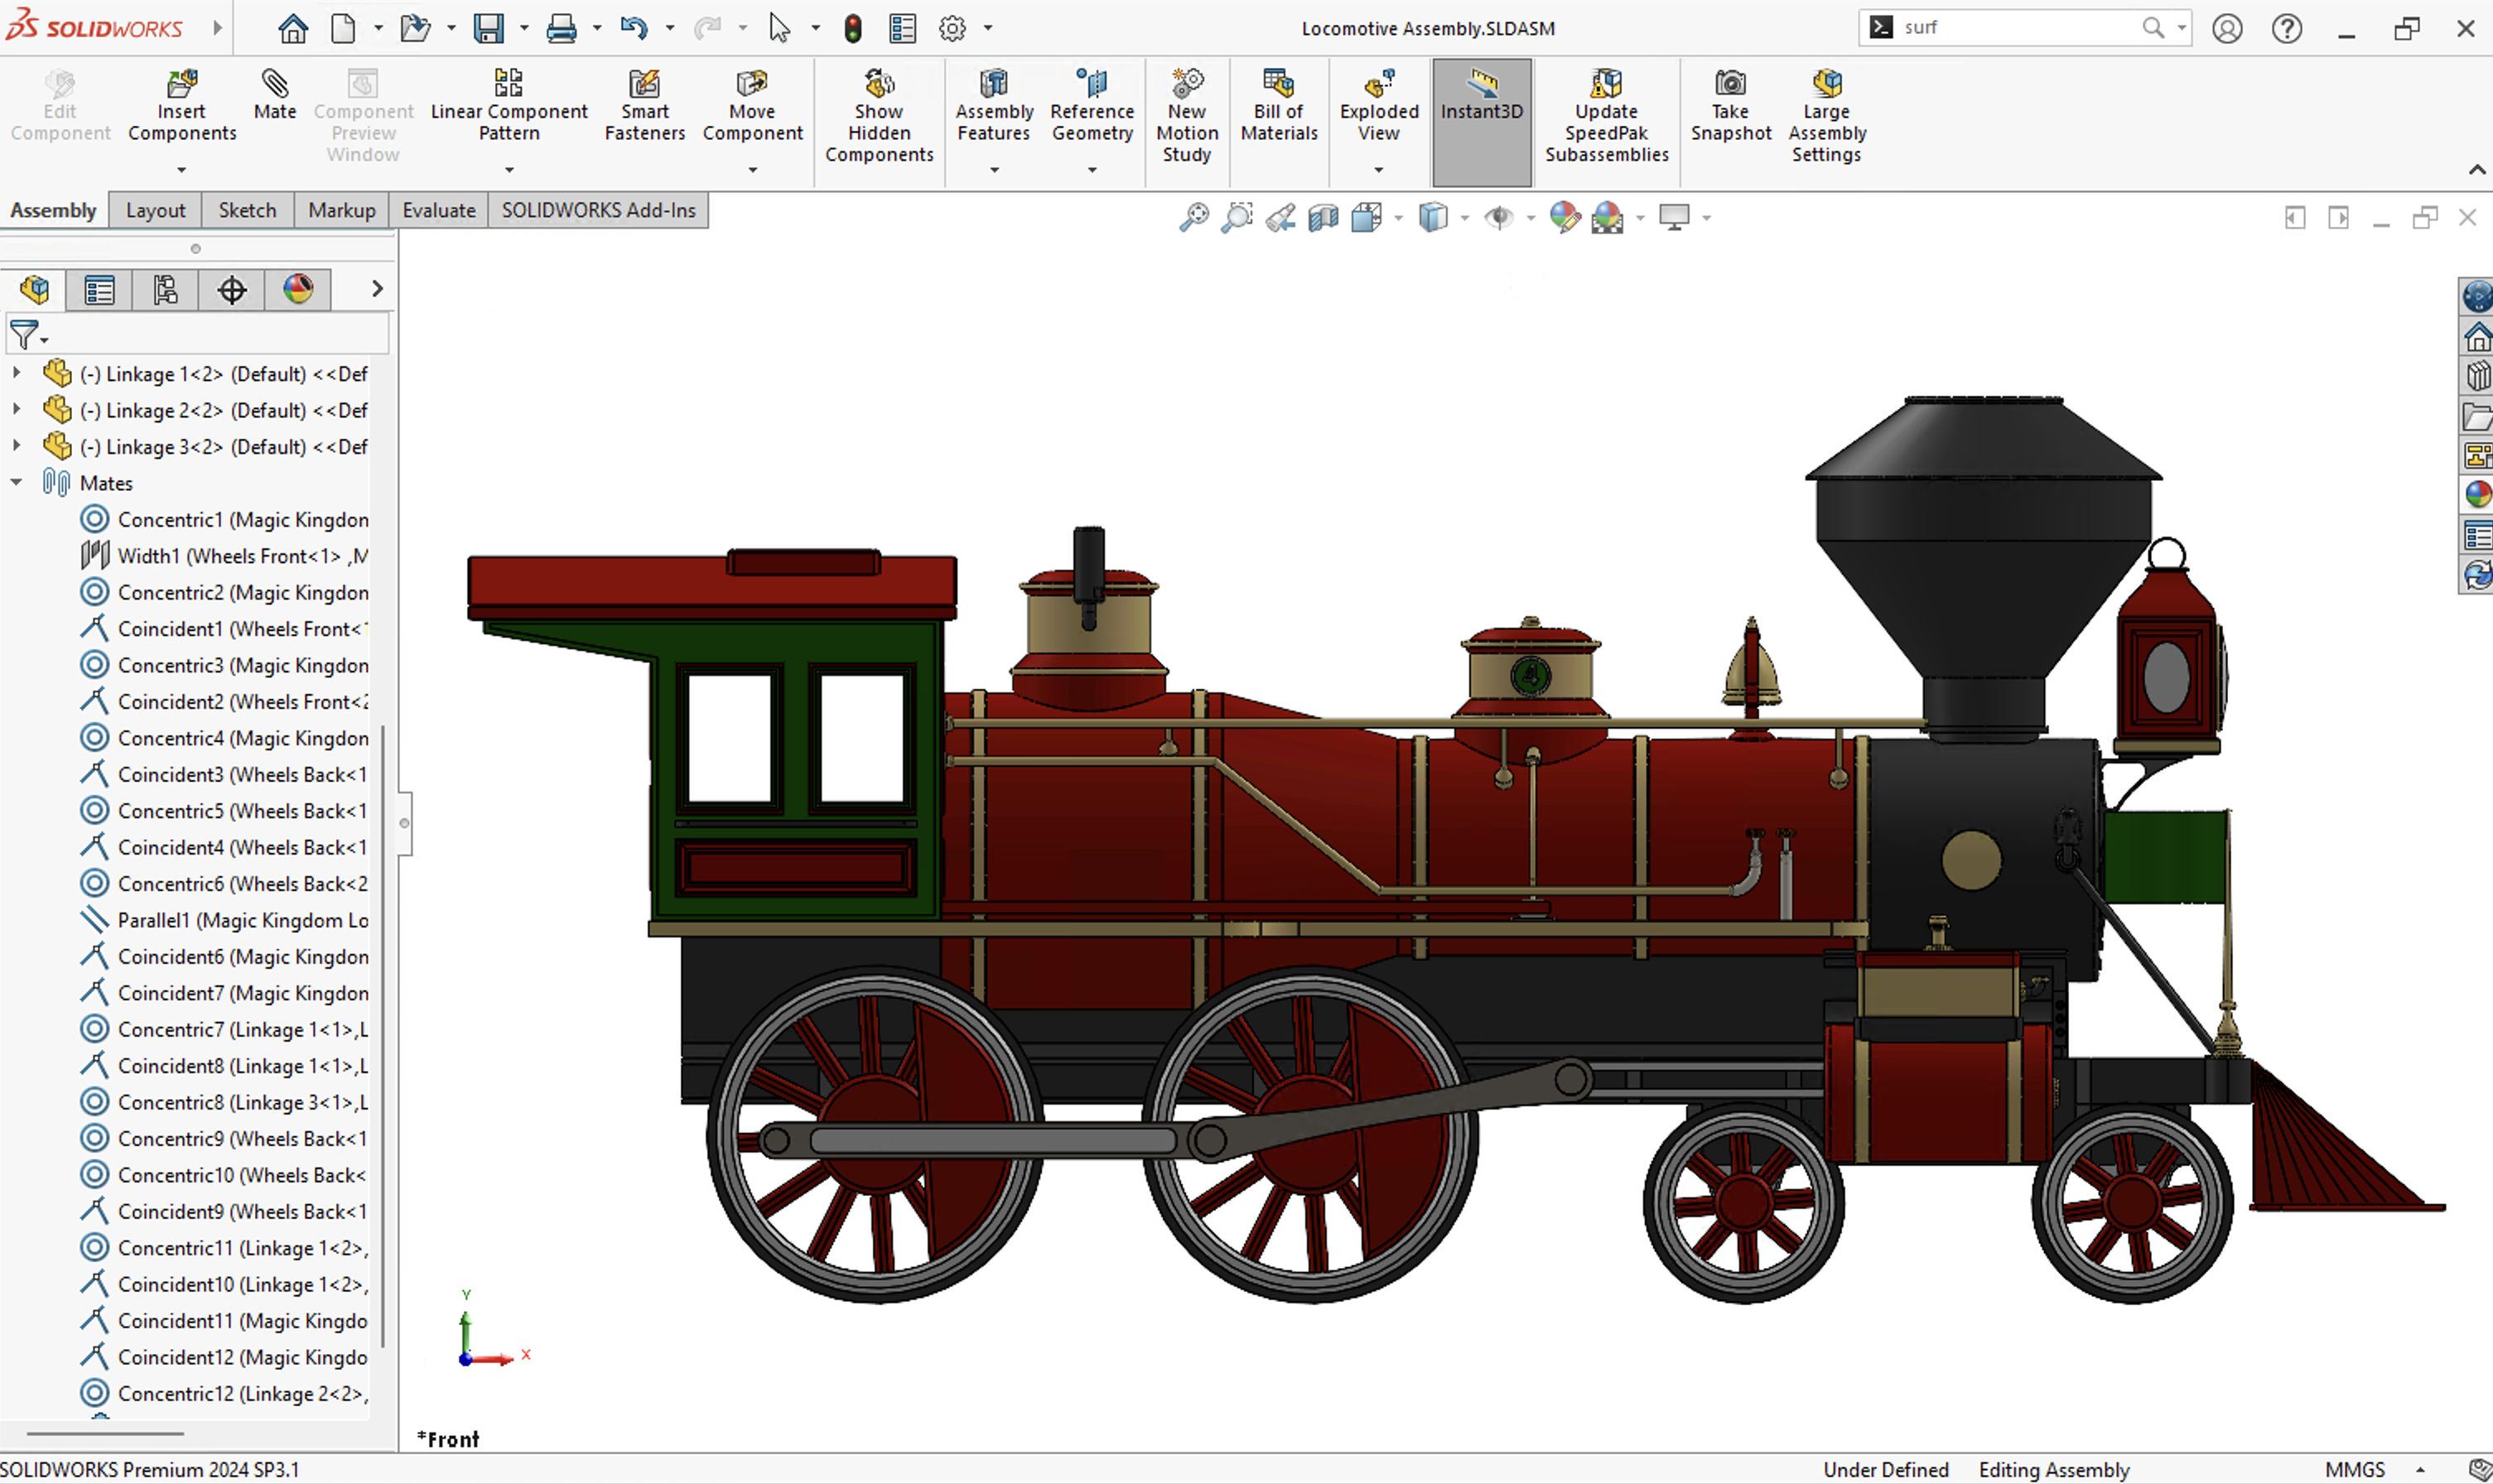 SOLIDWORKS
Locomotive Assembly.SLDASM
surf
Edit Component
Insert Components
Mate
Component Preview Window
Linear Component Pattern
Smart Fasteners
Move Component
Show Hidden Components
Assembly Features
Reference Geometry
New Motion Study
Bill of Materials
Exploded View
Instant3D
Update SpeedPak Subassemblies
Take Snapshot
Large Assembly Settings
Assembly
Layout
Sketch
Markup
Evaluate
SOLIDWORKS Add-Ins
(-) Linkage 1<2> (Default) <<Def
(-) Linkage 2<2> (Default) <<Def
(-) Linkage 3<2> (Default) <<Def
Mates
Concentric1 (Magic Kingdon
Width1 (Wheels Front<1> ,M
Concentric2 (Magic Kingdon
Coincident1 (Wheels Front<1
Concentric3 (Magic Kingdon
Coincident2 (Wheels Front<2
Concentric4 (Magic Kingdon
Coincident3 (Wheels Back<1
Concentric5 (Wheels Back<1
Coincident4 (Wheels Back<1
Concentric6 (Wheels Back<2
Parallel1 (Magic Kingdom Lo
Coincident6 (Magic Kingdon
Coincident7 (Magic Kingdon
Concentric7 (Linkage 1<1>,L
Coincident8 (Linkage 1<1>,L
Concentric8 (Linkage 3<1>,L
Concentric9 (Wheels Back<1
Concentric10 (Wheels Back<
Coincident9 (Wheels Back<1
Concentric11 (Linkage 1<2>,
Coincident10 (Linkage 1<2>,
Coincident11 (Magic Kingdo
Coincident12 (Magic Kingdo
Concentric12 (Linkage 2<2>,
4
Y
X
*Front
SOLIDWORKS Premium 2024 SP3.1
Under Defined
Editing Assembly
MMGS